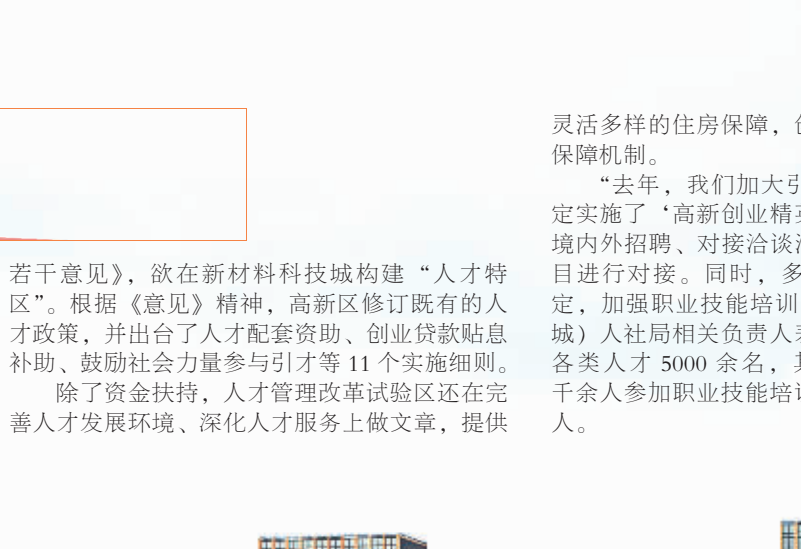 若干意见》，欲在新材料科技城构建“人才特
区”。根据《意见》精神，高新区修订既有的人
才政策，并出台了人才配套资助、创业贷款贴息
补助、鼓励社会力量参与引才等 11 个实施细则。
除了资金扶持，人才管理改革试验区还在完
善人才发展环境、深化人才服务上做文章，提供
灵活多样的住房保障，
保障机制。
“去年，我们加大引
定实施了‘高新创业精英
境内外招聘、对接洽谈
目进行对接。同时，多
定，加强职业技能培训
城）人社局相关负责人
各类人才 5000 余名，
千余人参加职业技能培训
人。